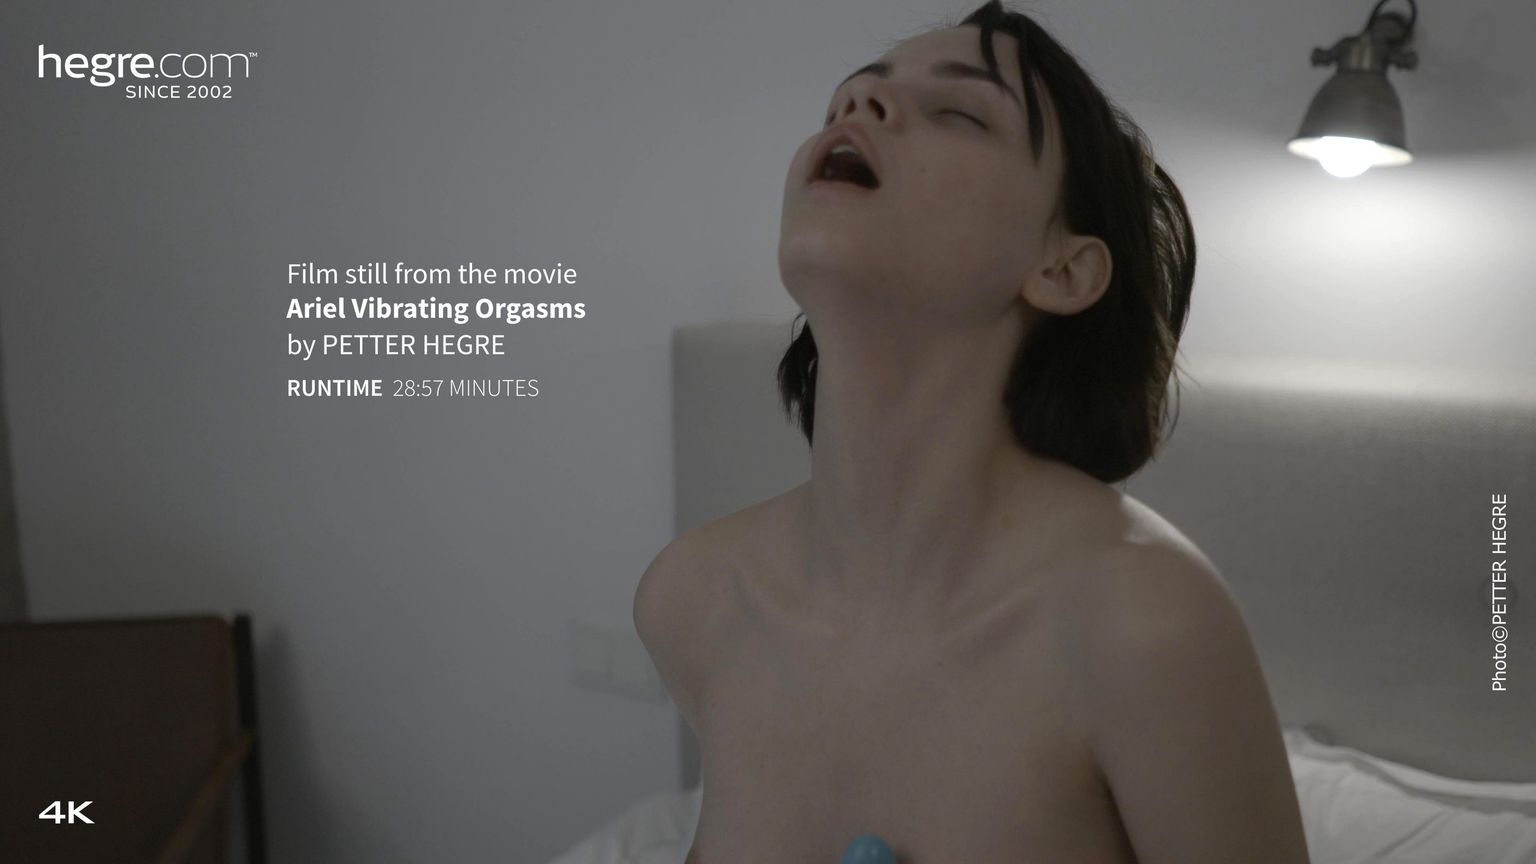 hegre.com™
SINCE 2002
Film still from the movie
Ariel Vibrating Orgasms
by PETTER HEGRE
RUNTIME 28:57 MINUTES
Photo©PETTER HEGRE
4K